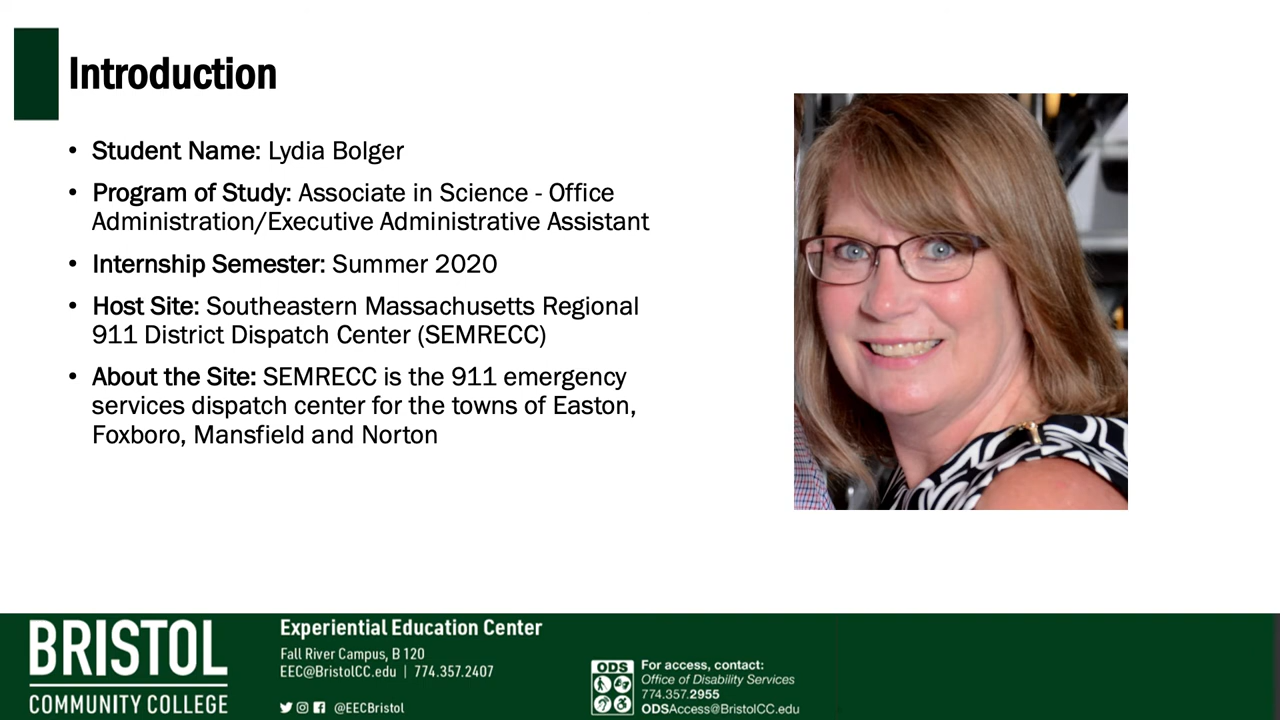 Introduction
• Student Name: Lydia Bolger
• Program of Study: Associate in Science - Office
Administration/Executive Administrative Assistant
• Internship Semester: Summer 2020
• Host Site: Southeastern Massachusetts Regional
911 District Dispatch Center (SEMRECC)
• About the Site: SEMRECC is the 911 emergency
services dispatch center for the towns of Easton,
Foxboro, Mansfield and Norton
BRISTOL
COMMUNITY COLLEGE
Experiential Education Center
Fall River Campus, B 120
EEC@BristolCC.edu | 774.357.2407
@EECBristol
ODS
For access, contact:
Office of Disability Services
774.357.2955
ODSAccess@BristolCC.edu